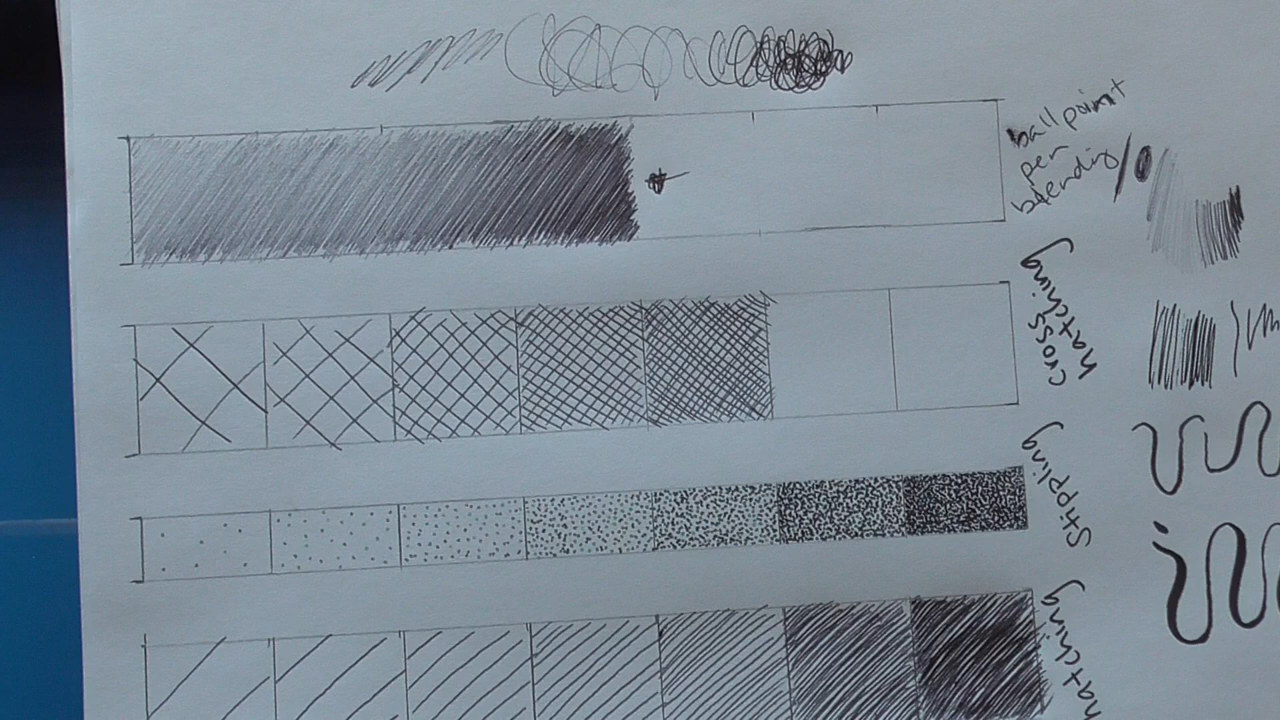 ball point
pen
blending
cross
hatching
stippling
hatching